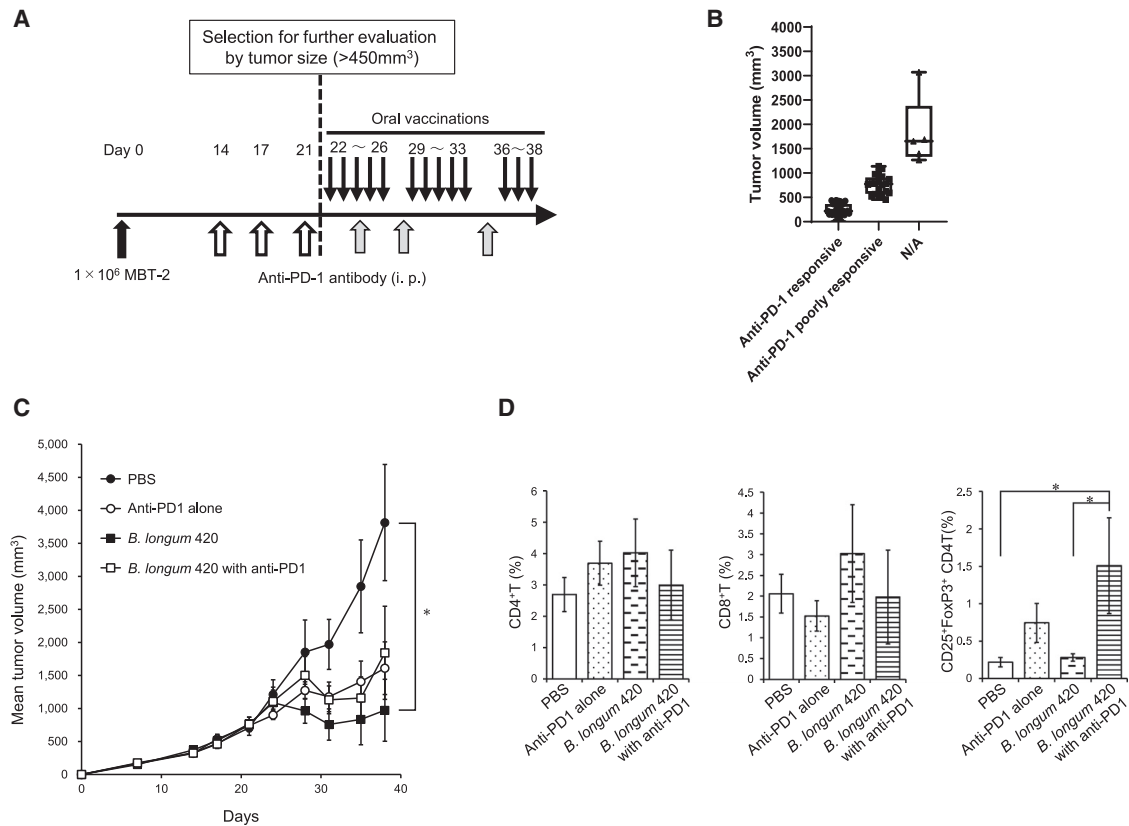 A
Selection for further evaluation
by tumor size (>450mm³)
Oral vaccinations
Day 0 14 17 21 22 ~ 26 29 ~ 33 36~38
1×10⁶ MBT-2
Anti-PD-1 antibody (i. p.)
B
Tumor volume (mm³)
4000
3500
3000
2500
2000
1500
1000
500
0
Anti-PD-1 responsive
Anti-PD-1 poorly responsive
N/A
C
Mean tumor volume (mm³)
5,000
4,500
4,000
3,500
3,000
2,500
2,000
1,500
1,000
500
0
PBS
Anti-PD1 alone
B. longum 420
B. longum 420 with anti-PD1
*
0 10 20 30 40
Days
D
CD4⁺T (%)
6
5
4
3
2
1
0
PBS
Anti-PD1 alone
B. longum 420
B. longum 420
with anti-PD1
CD8⁺T (%)
4.5
4
3.5
3
2.5
2
1.5
1
0.5
0
PBS
Anti-PD1 alone
B. longum 420
B. longum 420
with anti-PD1
CD25⁺FoxP3⁺ CD4T(%)
2.5
2
1.5
1
0.5
0
*
*
PBS
Anti-PD1 alone
B. longum 420
B. longum 420
with anti-PD1